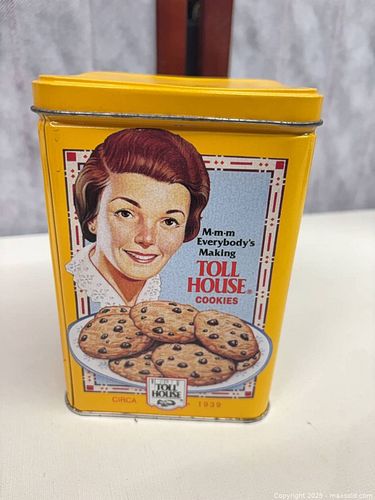 M·m·m
Everybody's
Making
TOLL
HOUSE®
COOKIES
TOLL
HOUSE
CIRCA 1939
Copyright 2025 - maxsold.com